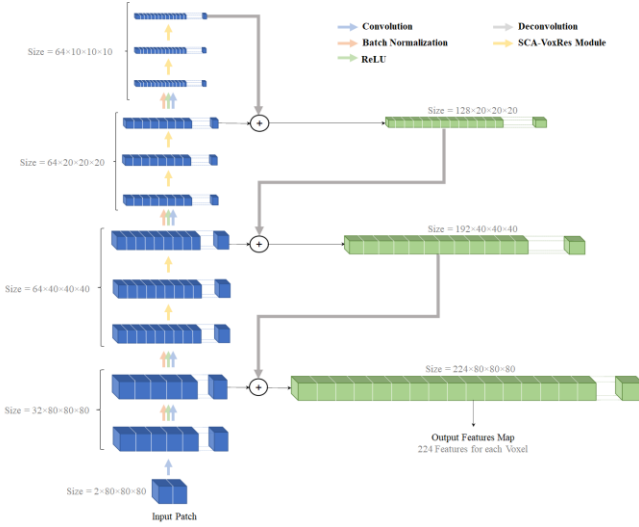 Convolution
Deconvolution
Batch Normalization
SCA-VoxRes Module
ReLU
Size = 64×10×10×10
Size = 128×20×20×20
Size = 64×20×20×20
Size = 192×40×40×40
Size = 64×40×40×40
Size = 224×80×80×80
Size = 32×80×80×80
Output Features Map
224 Features for each Voxel
Size = 2×80×80×80
Input Patch